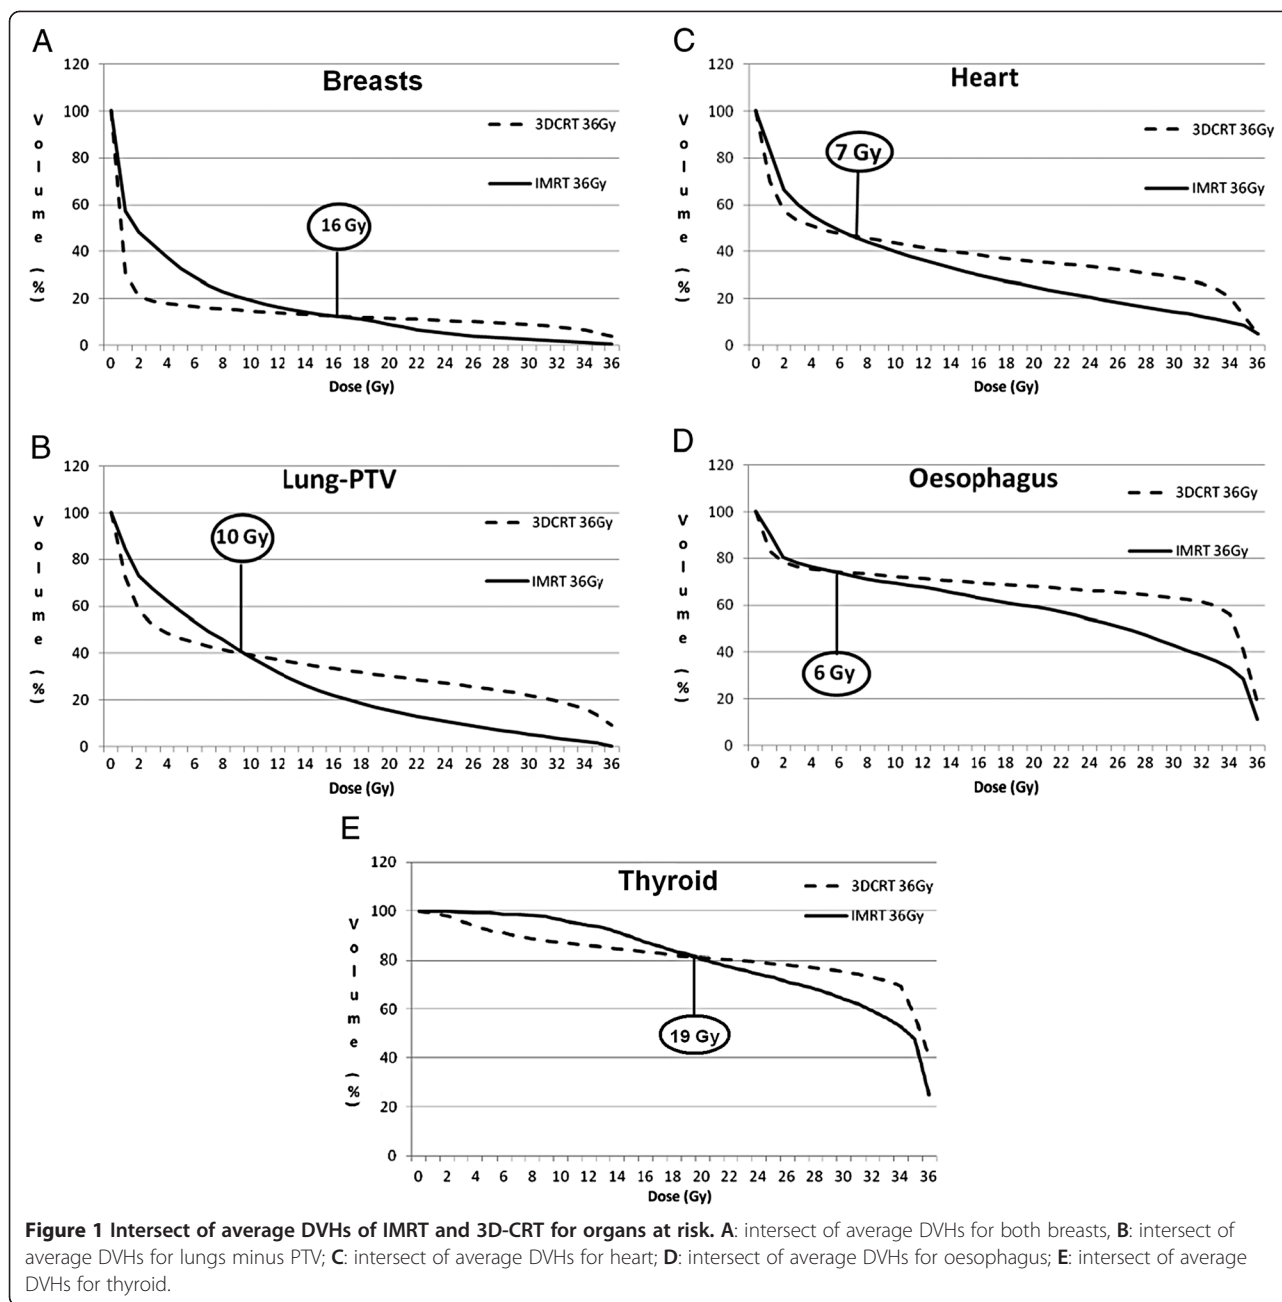 A
Breasts
120
100
80
60
40
20
0
Volume (%)
3DCRT 36Gy
IMRT 36Gy
16 Gy
0 2 4 6 8 10 12 14 16 18 20 22 24 26 28 30 32 34 36
Dose (Gy)
C
Heart
120
100
80
60
40
20
0
Volume (%)
3DCRT 36Gy
IMRT 36Gy
7 Gy
0 2 4 6 8 10 12 14 16 18 20 22 24 26 28 30 32 34 36
Dose (Gy)
B
Lung-PTV
120
100
80
60
40
20
0
Volume (%)
3DCRT 36Gy
IMRT 36Gy
10 Gy
0 2 4 6 8 10 12 14 16 18 20 22 24 26 28 30 32 34 36
Dose (Gy)
D
Oesophagus
120
100
80
60
40
20
0
Volume (%)
3DCRT 36Gy
IMRT 36Gy
6 Gy
0 2 4 6 8 10 12 14 16 18 20 22 24 26 28 30 32 34 36
Dose (Gy)
E
Thyroid
120
100
80
60
40
20
0
Volume (%)
3DCRT 36Gy
IMRT 36Gy
19 Gy
0 2 4 6 8 10 12 14 16 18 20 22 24 26 28 30 32 34 36
Dose (Gy)
Figure 1 Intersect of average DVHs of IMRT and 3D-CRT for organs at risk. A: intersect of average DVHs for both breasts, B: intersect of
average DVHs for lungs minus PTV; C: intersect of average DVHs for heart; D: intersect of average DVHs for oesophagus; E: intersect of average
DVHs for thyroid.